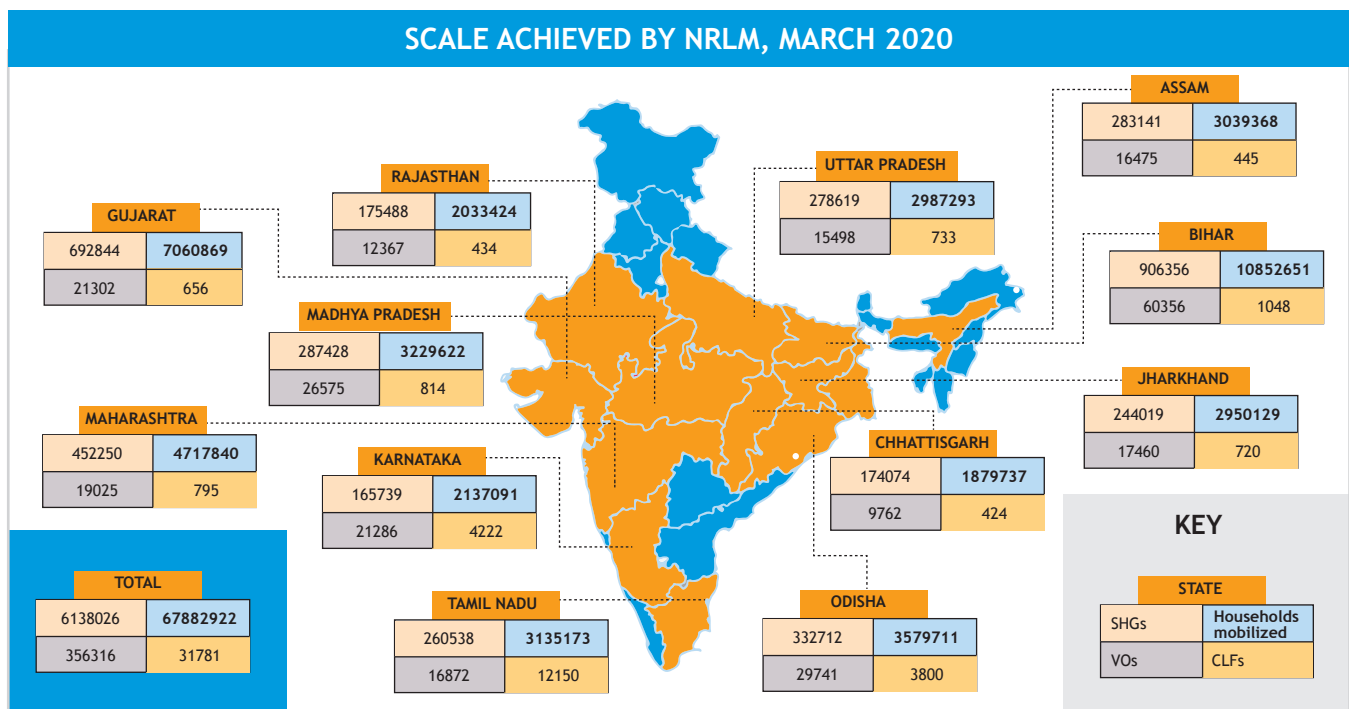 SCALE ACHIEVED BY NRLM, MARCH 2020
ASSAM
283141 3039368
16475 445
UTTAR PRADESH
278619 2987293
15498 733
RAJASTHAN
175488 2033424
12367 434
GUJARAT
692844 7060869
21302 656
BIHAR
906356 10852651
60356 1048
MADHYA PRADESH
287428 3229622
26575 814
JHARKHAND
244019 2950129
17460 720
MAHARASHTRA
452250 4717840
19025 795
CHHATTISGARH
174074 1879737
9762 424
KARNATAKA
165739 2137091
21286 4222
TOTAL
6138026 67882922
356316 31781
TAMIL NADU
260538 3135173
16872 12150
ODISHA
332712 3579711
29741 3800
KEY
STATE
SHGs Households
mobilized
VOs CLFs